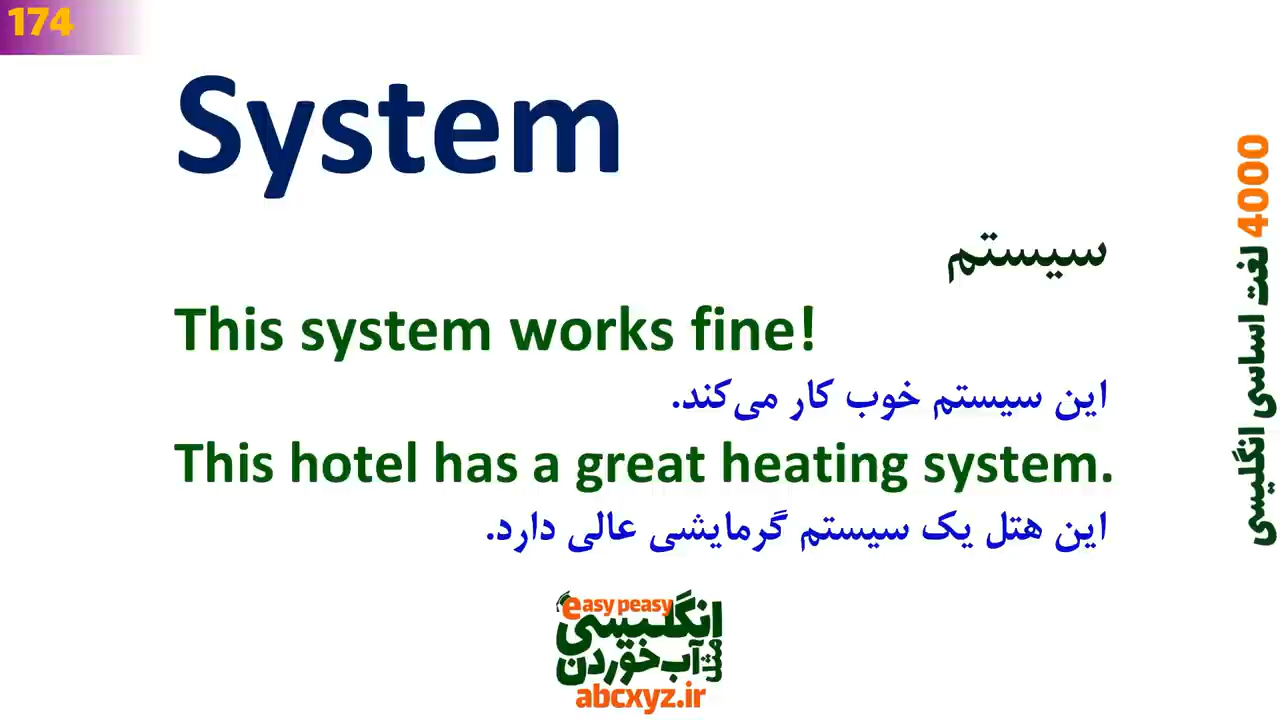 174
System
سیستم
This system works fine!
این سیستم خوب کار می‌کند.
This hotel has a great heating system.
این هتل یک سیستم گرمایشی عالی دارد.
4000 لغت اساسی انگلیسی
easy peasy
انگلیسی
مثل آب خوردن
abcxyz.ir